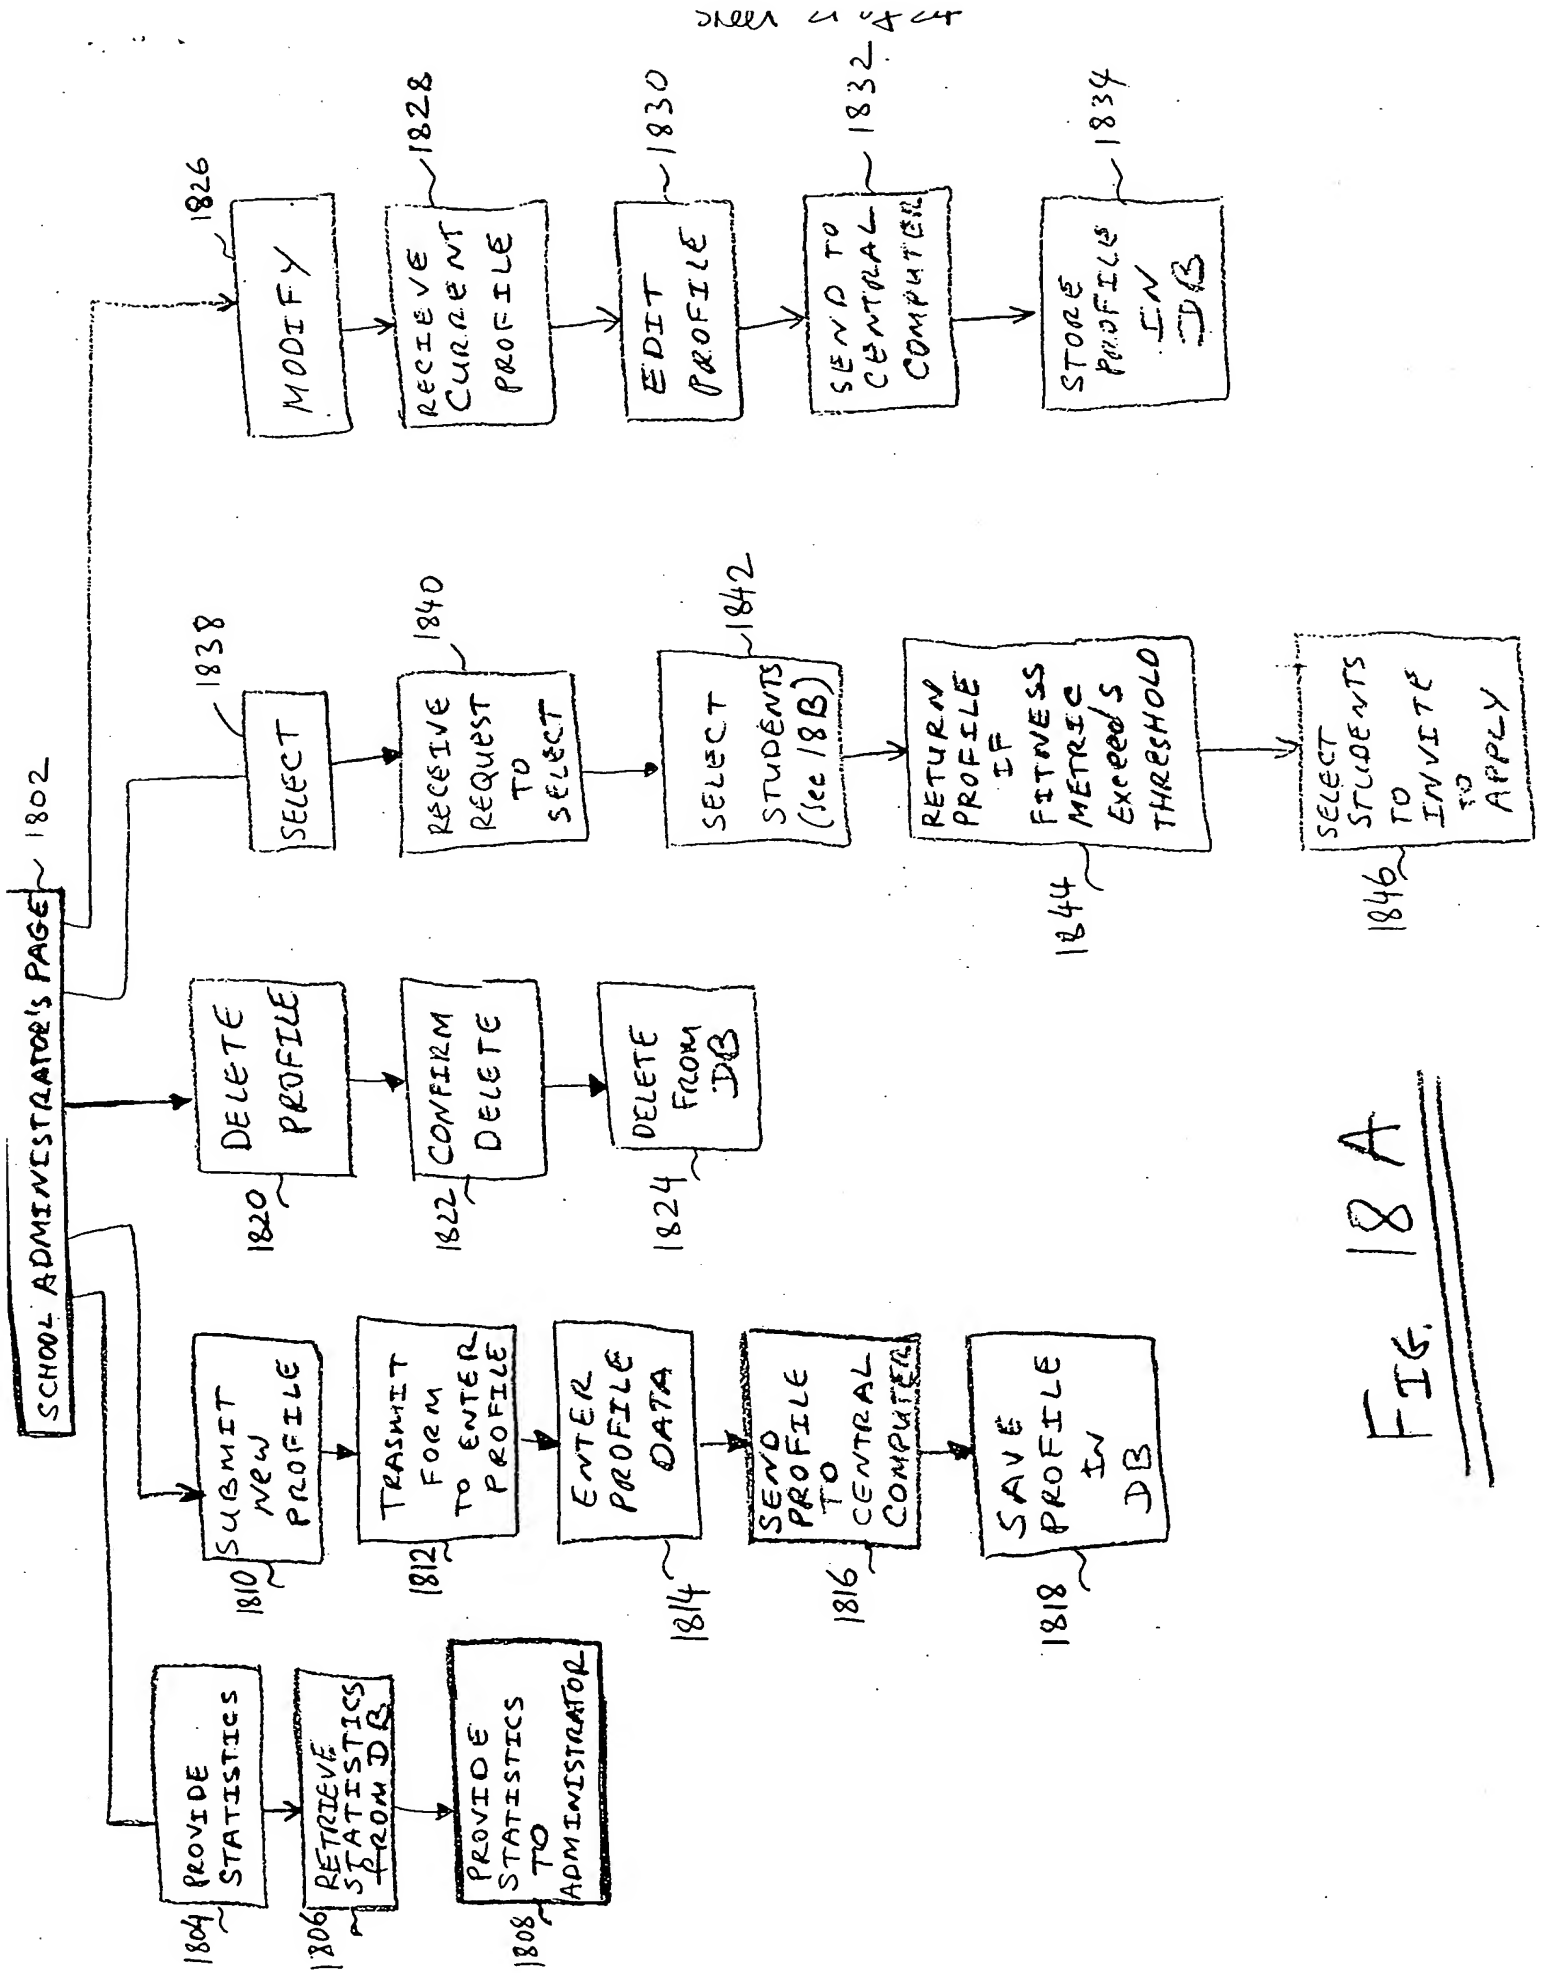 SCHOOL ADMINISTRATOR'S PAGE
1802
PROVIDE
STATISTICS
1804
RETRIEVE
STATISTICS
FROM DB
1806
PROVIDE
STATISTICS
TO
ADMINISTRATOR
1808
SUBMIT
NEW
PROFILE
1810
TRASMIT
FORM
TO ENTER
PROFILE
1812
ENTER
PROFILE
DATA
1814
SEND
PROFILE
TO
CENTRAL
COMPUTER
1816
SAVE
PROFILE
IN
DB
1818
DELETE
PROFILE
1820
CONFIRM
DELETE
1822
DELETE
FROM
DB
1824
SELECT
1838
RECEIVE
REQUEST
TO
SELECT
1840
SELECT
STUDENTS
(see 18B)
1842
RETURN
PROFILE
IF
FITNESS
METRIC
Exceeds
THRESHOLD
1844
SELECT
STUDENTS
TO
INVITE
TO
APPLY
1846
MODIFY
1826
RECIEVE
CURRENT
PROFILE
1828
EDIT
PROFILE
1830
SEND TO
CENTRAL
COMPUTER
1832
STORE
PROFILE
IN
DB
1834
FIG. 18 A